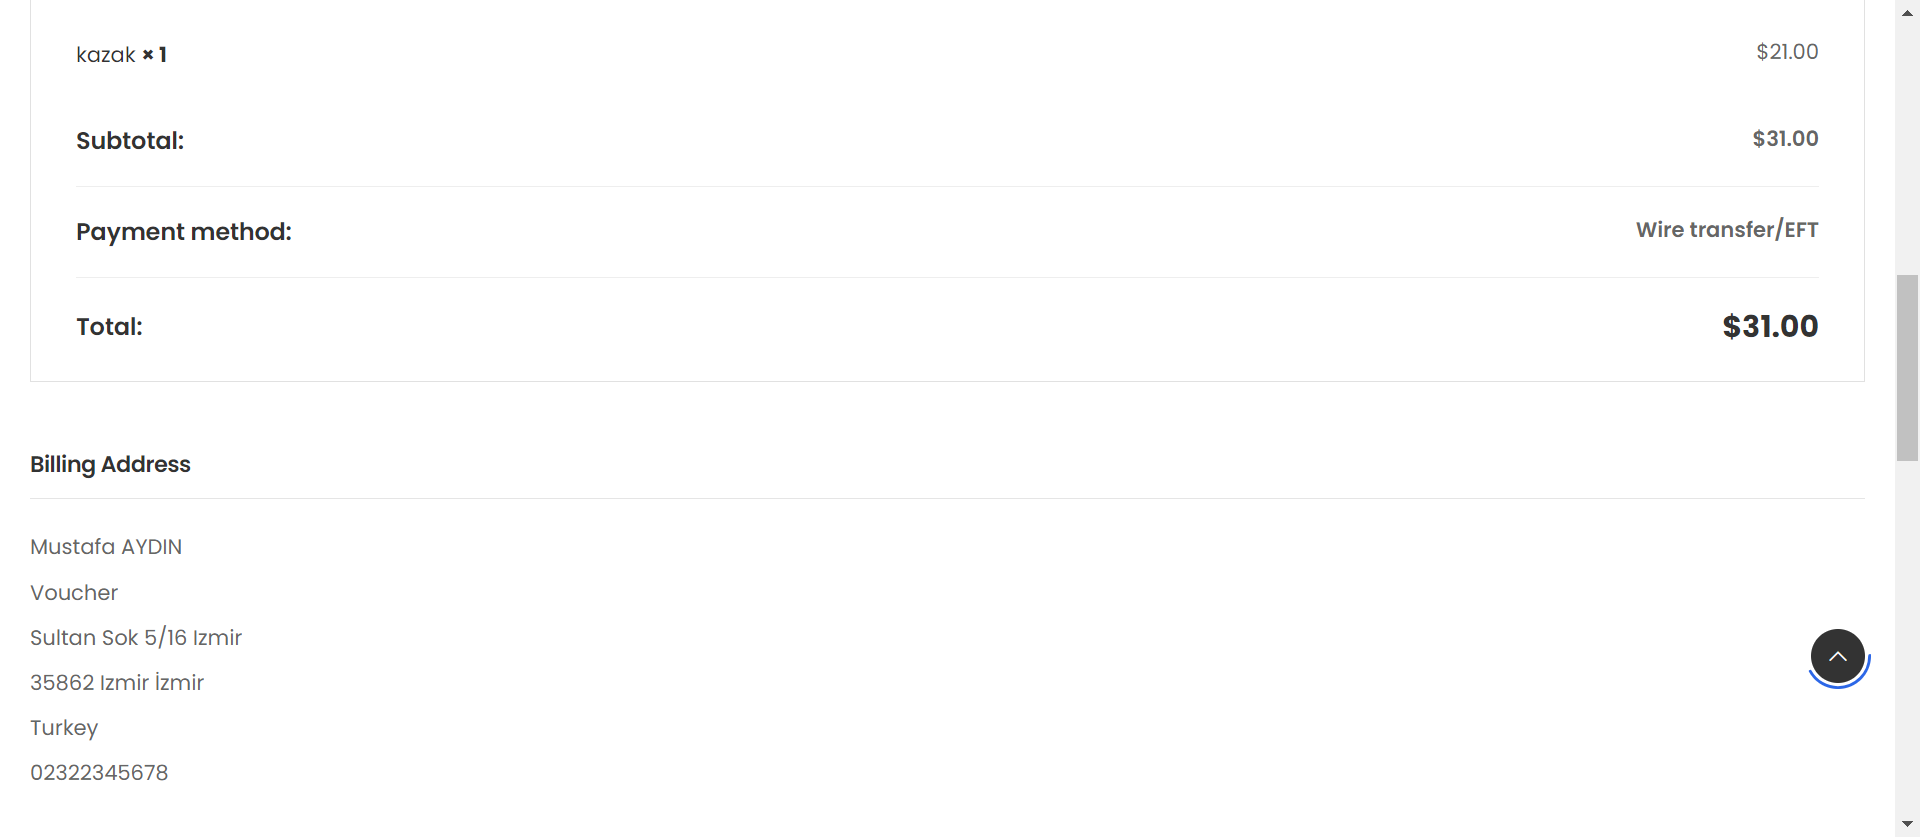 kazak × 1 $21.00
Subtotal: $31.00
Payment method: Wire transfer/EFT
Total: $31.00
Billing Address
Mustafa AYDIN
Voucher
Sultan Sok 5/16 Izmir
35862 Izmir İzmir
Turkey
02322345678